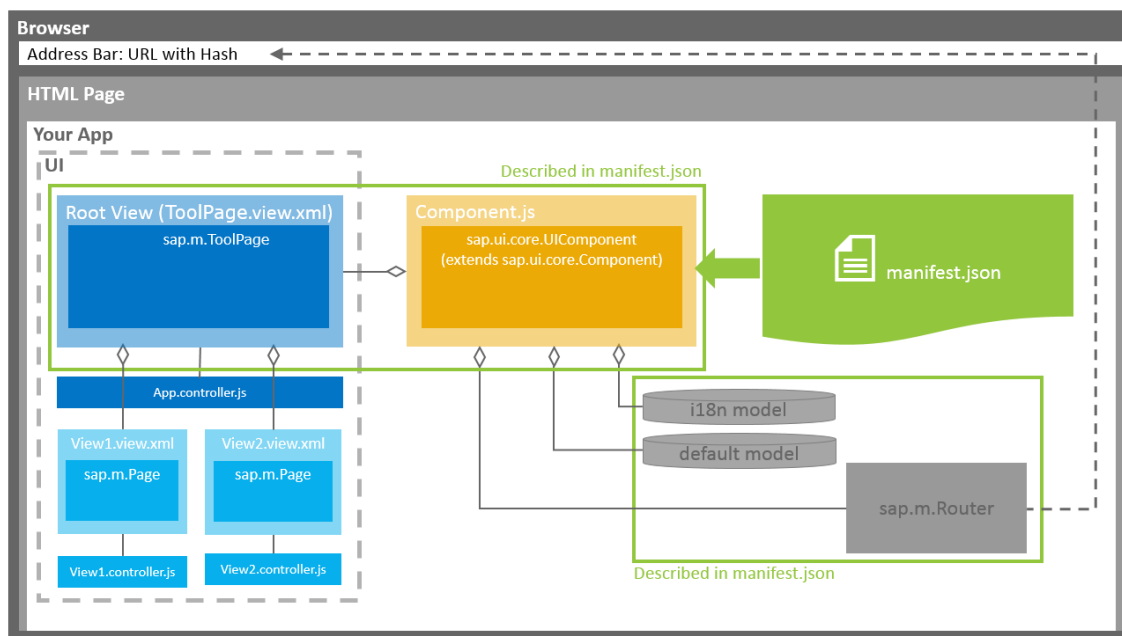 Browser
Address Bar: URL with Hash
HTML Page
Your App
UI
Described in manifest.json
Root View (ToolPage.view.xml)
sap.m.ToolPage
Component.js
sap.ui.core.UIComponent
(extends sap.ui.core.Component)
manifest.json
App.controller.js
View1.view.xml
sap.m.Page
View1.controller.js
View2.view.xml
sap.m.Page
View2.controller.js
i18n model
default model
sap.m.Router
Described in manifest.json